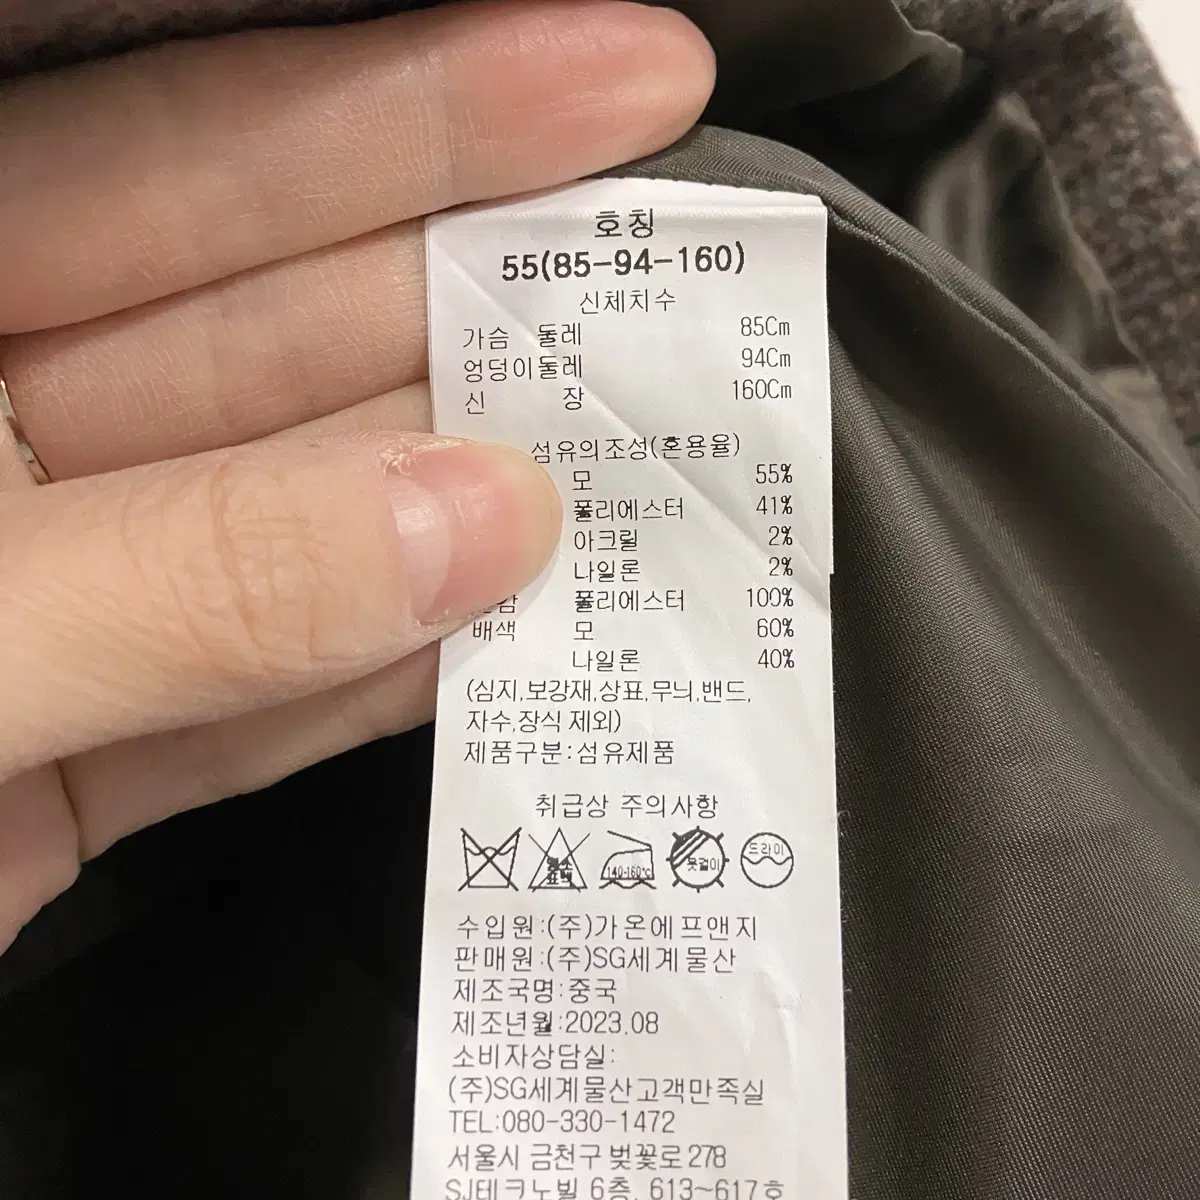 호칭
55(85-94-160)
신체치수
가슴 둘레 85Cm
엉덩이둘레 94Cm
신 장 160Cm
섬유의조성(혼용율)
모 55%
폴리에스터 41%
아크릴 2%
나일론 2%
폴리에스터 100%
배색 모 60%
나일론 40%
(심지,보강재,상표,무늬,밴드,
자수,장식 제외)
제품구분:섬유제품
취급상 주의사항
염소
표백
140-160℃
옷걸이
드라이
수입원:(주)가온에프앤지
판매원:(주)SG세계물산
제조국명:중국
제조년월:2023.08
소비자상담실:
(주)SG세계물산고객만족실
TEL:080-330-1472
서울시 금천구 벚꽃로278
SJ테크노빌 6층, 613~617호